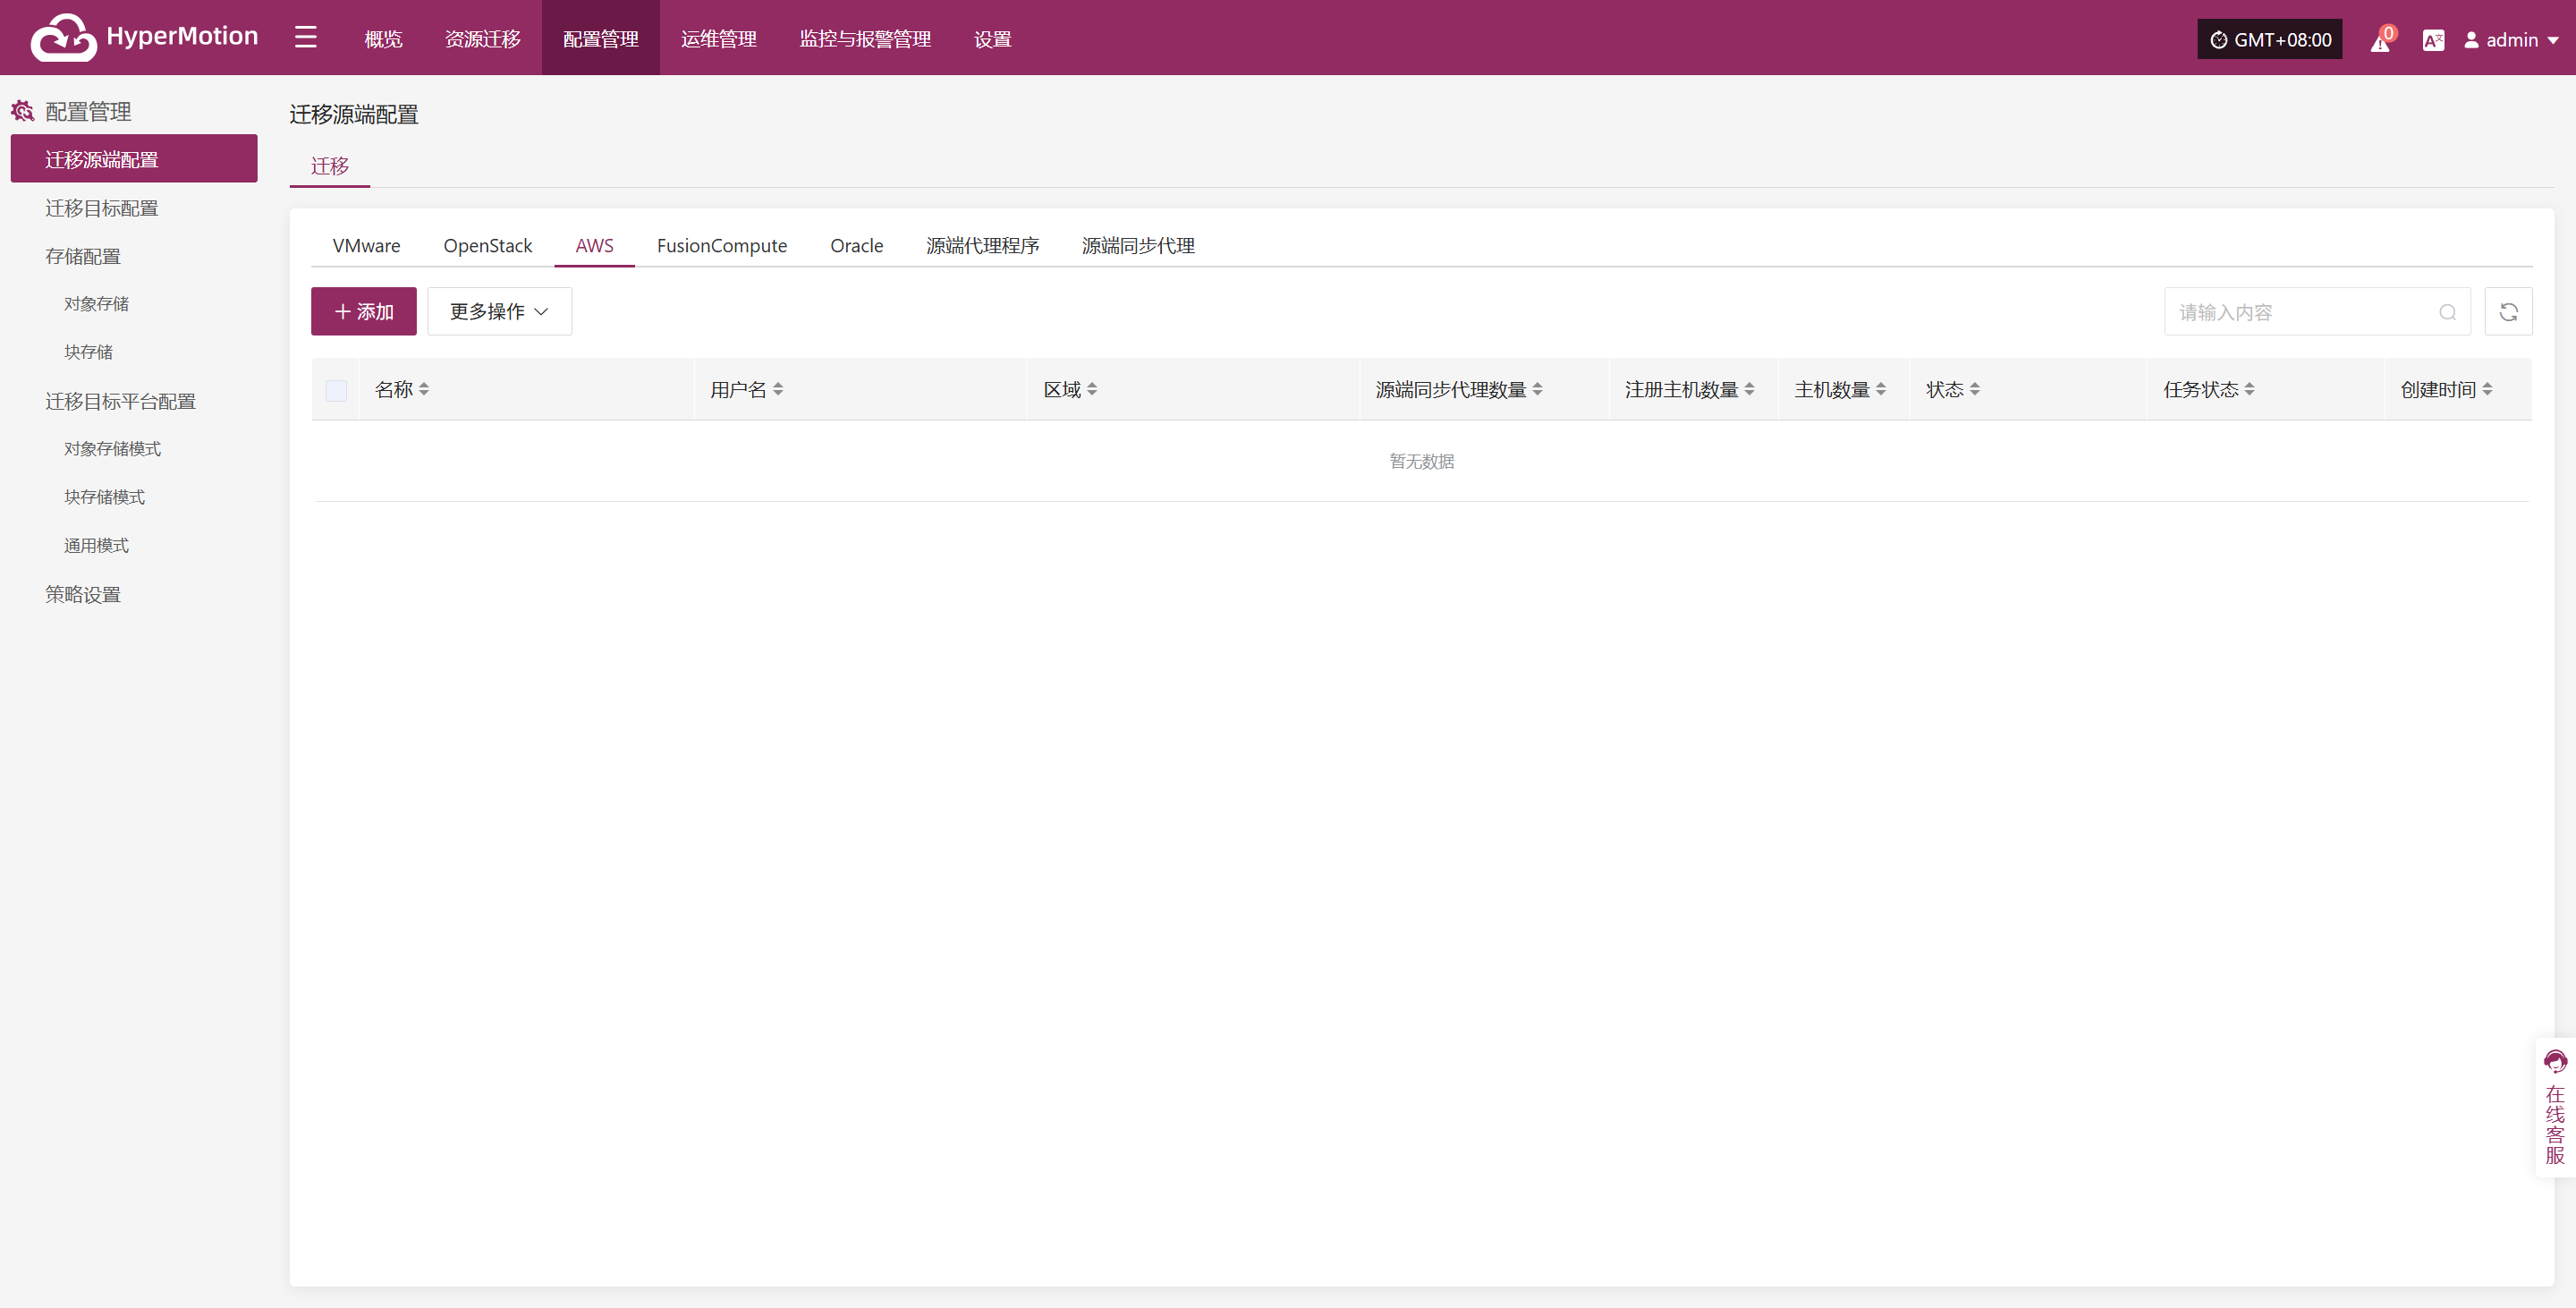 HyperMotion
概览
资源迁移
配置管理
运维管理
监控与报警管理
设置
GMT+08:00
0
admin
配置管理
迁移源端配置
迁移目标配置
存储配置
对象存储
块存储
迁移目标平台配置
对象存储模式
块存储模式
通用模式
策略设置
迁移源端配置
迁移
VMware
OpenStack
AWS
FusionCompute
Oracle
源端代理程序
源端同步代理
添加
更多操作
请输入内容
名称
用户名
区域
源端同步代理数量
注册主机数量
主机数量
状态
任务状态
创建时间
暂无数据
在线客服